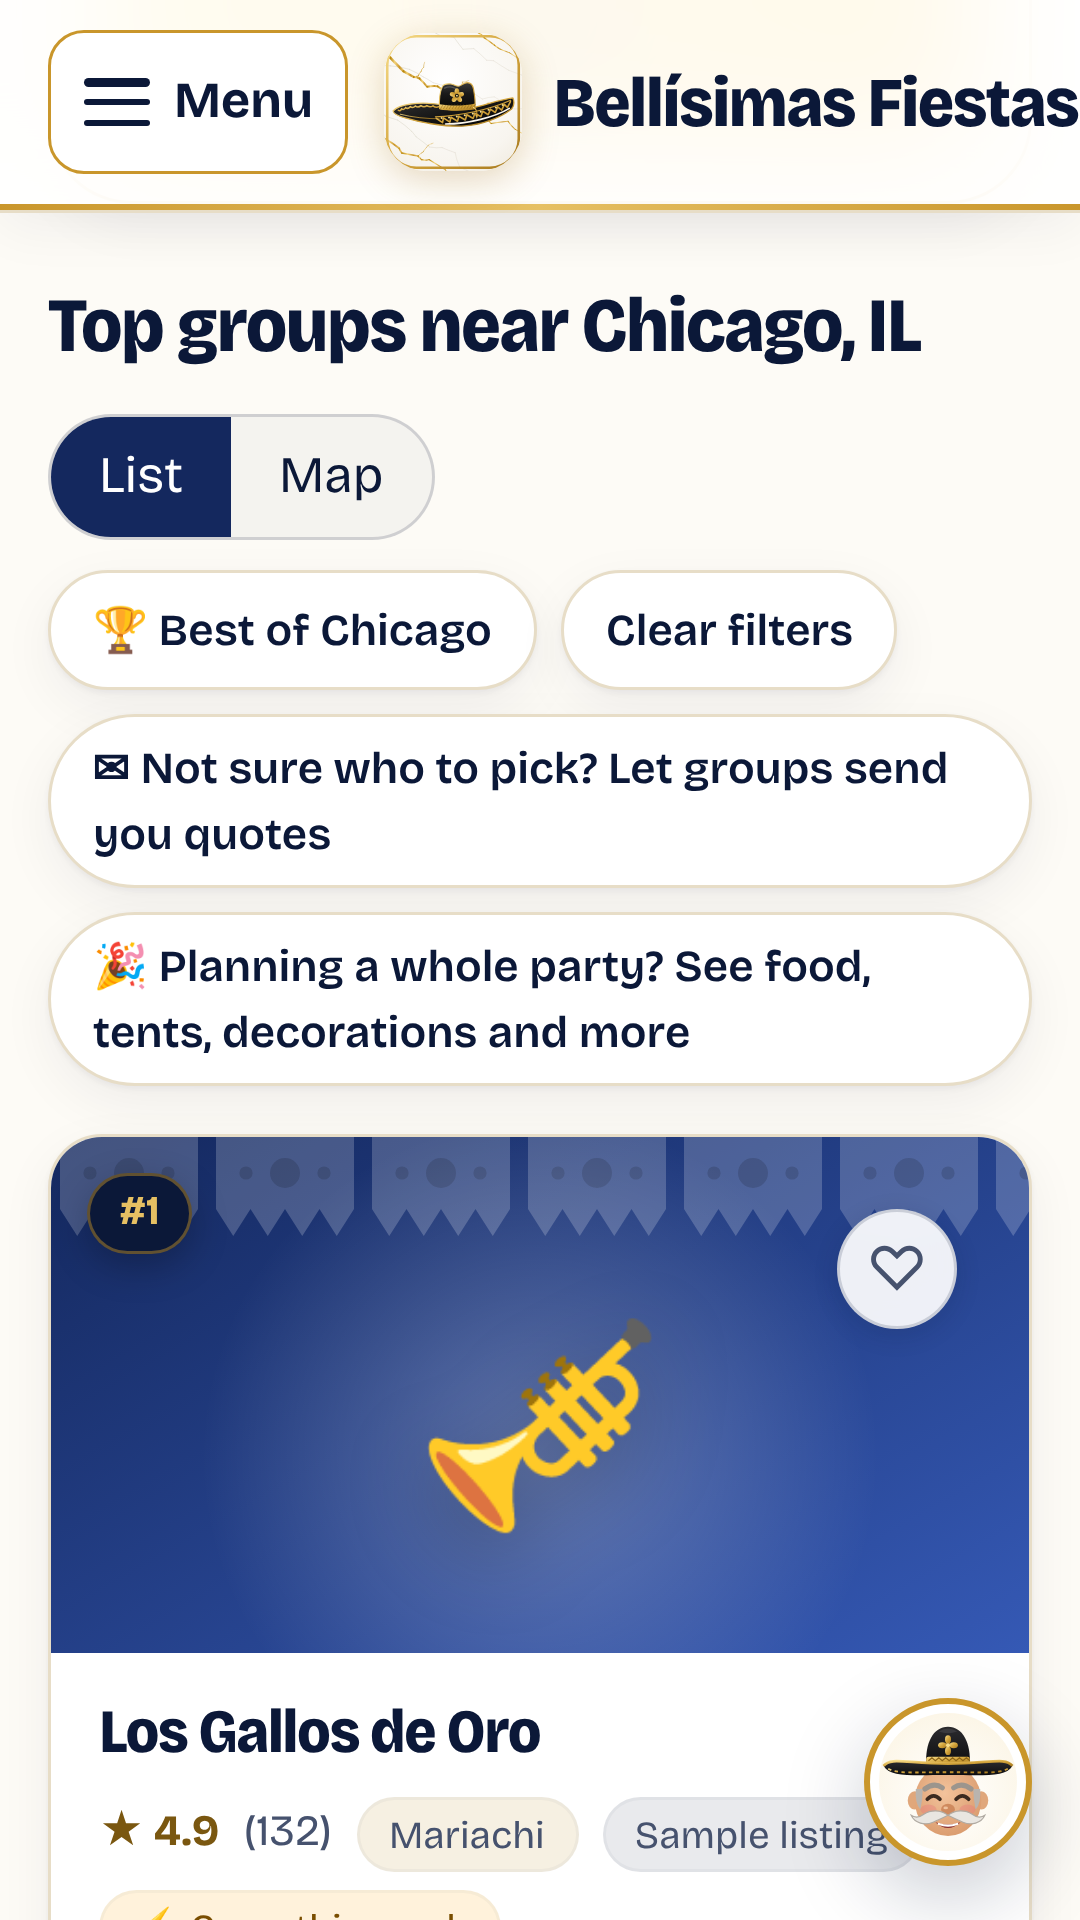 Menu
Bellísimas Fiestas
Top groups near Chicago, IL
List
Map
🏆 Best of Chicago
Clear filters
✉ Not sure who to pick? Let groups send
you quotes
🎉 Planning a whole party? See food,
tents, decorations and more
#1
Los Gallos de Oro
★ 4.9 (132)
Mariachi
Sample listing